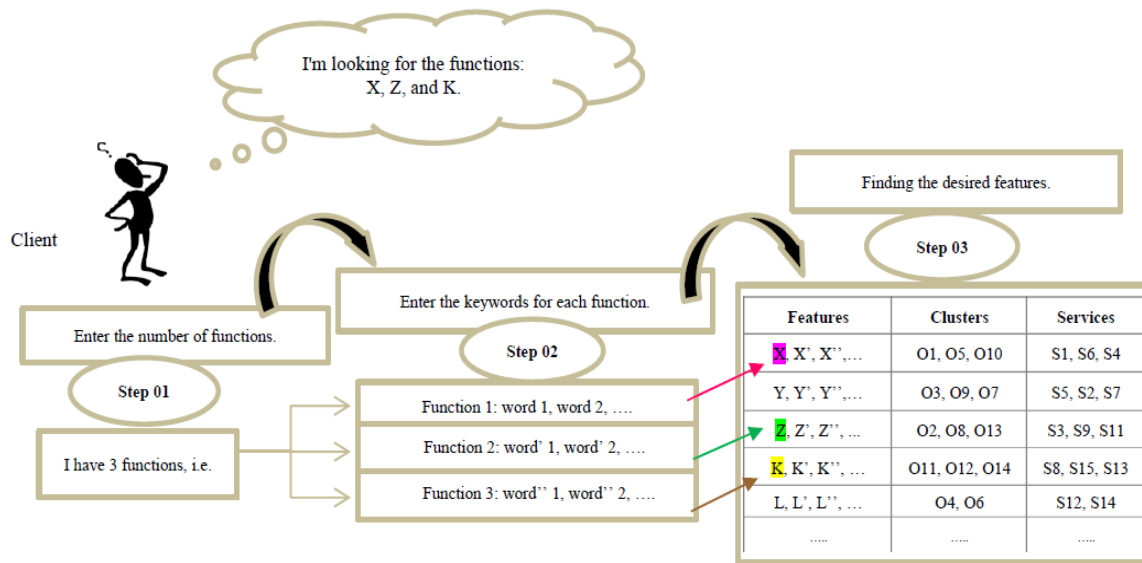 I'm looking for the functions:
X, Z, and K.
Client
Enter the number of functions.
Step 01
I have 3 functions, i.e.
Enter the keywords for each function.
Step 02
Function 1: word 1, word 2, ….
Function 2: word’ 1, word’ 2, ….
Function 3: word’’ 1, word’’ 2, ….
Finding the desired features.
Step 03
Features Clusters Services
X, X’, X’’,… O1, O5, O10 S1, S6, S4
Y, Y’, Y’’,… O3, O9, O7 S5, S2, S7
Z, Z’, Z’’, … O2, O8, O13 S3, S9, S11
K, K’, K’’, … O11, O12, O14 S8, S15, S13
L, L’, L’’, … O4, O6 S12, S14
….. ….. …..